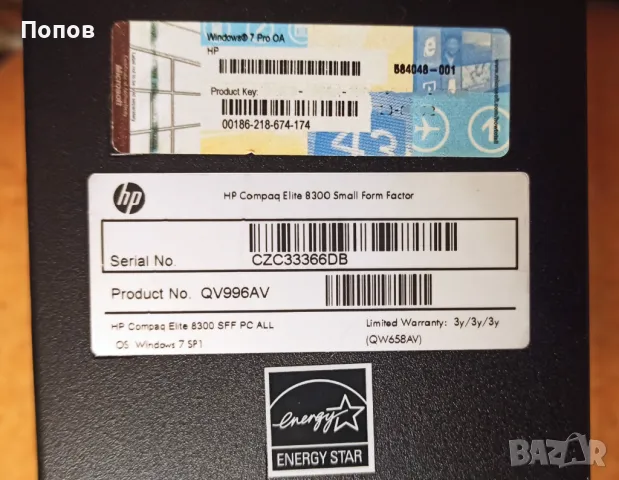 Попов
Windows® 7 Pro OA
HP
584048-001
Product Key:
00186-218-674-174
Microsoft
hp
HP Compaq Elite 8300 Small Form Factor
Serial No. CZC33366DB
Product No. QV996AV
HP Compaq Elite 8300 SFF PC ALL
Limited Warranty: 3y/3y/3y
OS Windows 7 SP1
(QW658AV)
energy
ENERGY STAR
BAZAR